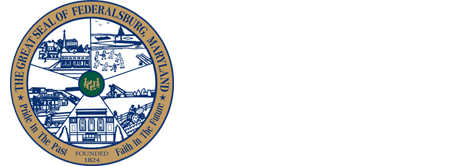 THE GREAT SEAL OF FEDERALSBURG, MARYLAND
Pride In The Past
Faith In The Future
FOUNDED
1824